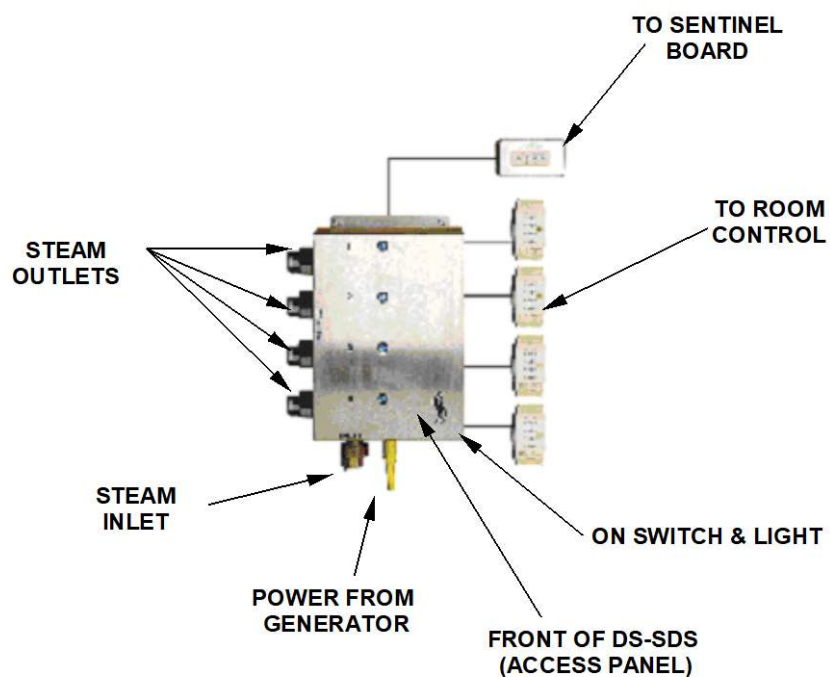 TO SENTINEL
BOARD
TO ROOM
CONTROL
STEAM
OUTLETS
STEAM
INLET
ON SWITCH & LIGHT
POWER FROM
GENERATOR
FRONT OF DS-SDS
(ACCESS PANEL)